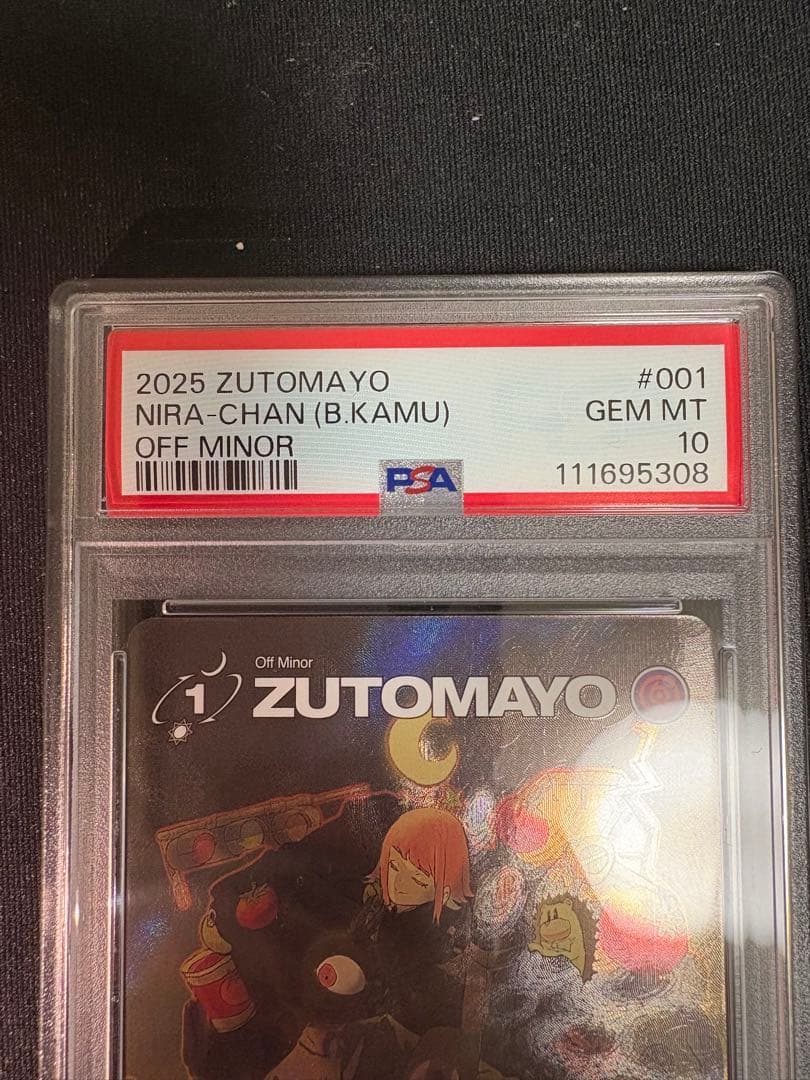 2025 ZUTOMAYO #001
NIRA-CHAN (B.KAMU) GEM MT
OFF MINOR 10
PSA 111695308
Off Minor
1 ZUTOMAYO